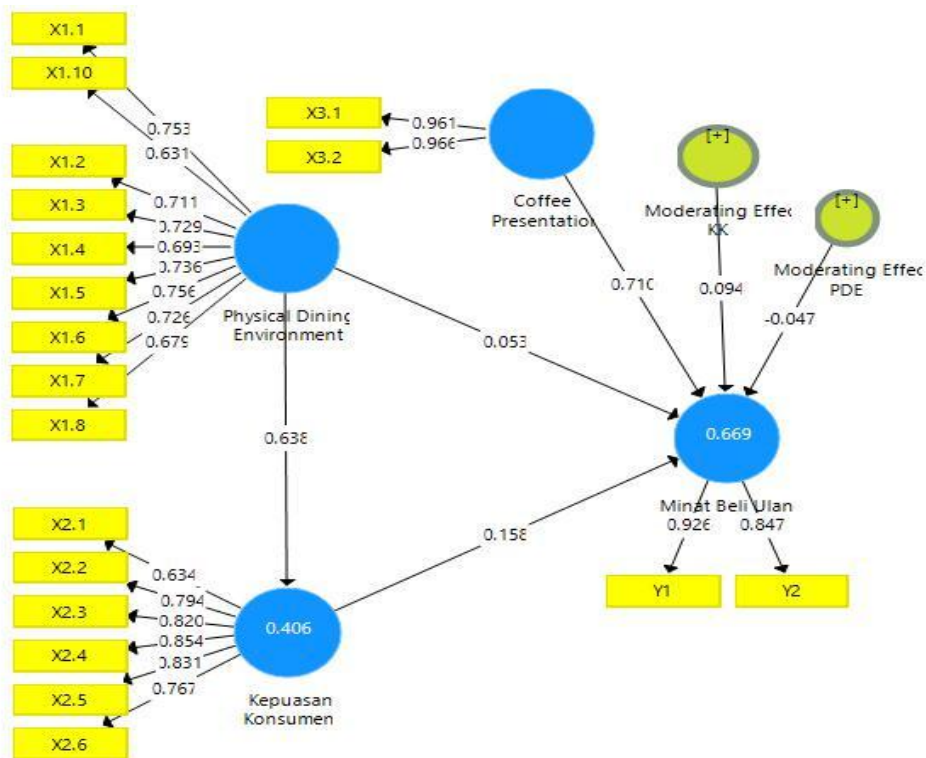 X1.1
X1.10
X1.2
X1.3
X1.4
X1.5
X1.6
X1.7
X1.8
0.753
0.631
0.711
0.729
0.693
0.736
0.756
0.726
0.679
Physical Dining
Environment
X3.1
X3.2
0.961
0.966
Coffee
Presentation
[+]
Moderating Effec
KK
[+]
Moderating Effec
PDE
0.710
0.094
-0.047
0.053
0.638
0.158
0.669
Minat Beli Ulan
0.926
0.847
Y1
Y2
X2.1
X2.2
X2.3
X2.4
X2.5
X2.6
0.634
0.794
0.820
0.854
0.831
0.767
0.406
Kepuasan
Konsumen